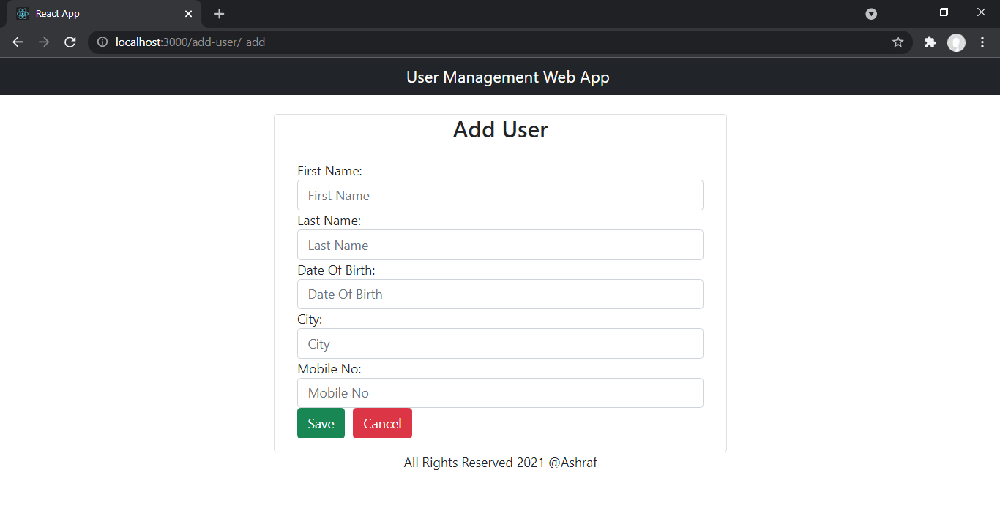 React App
localhost:3000/add-user/_add
User Management Web App
Add User
First Name:
First Name
Last Name:
Last Name
Date Of Birth:
Date Of Birth
City:
City
Mobile No:
Mobile No
Save Cancel
All Rights Reserved 2021 @Ashraf